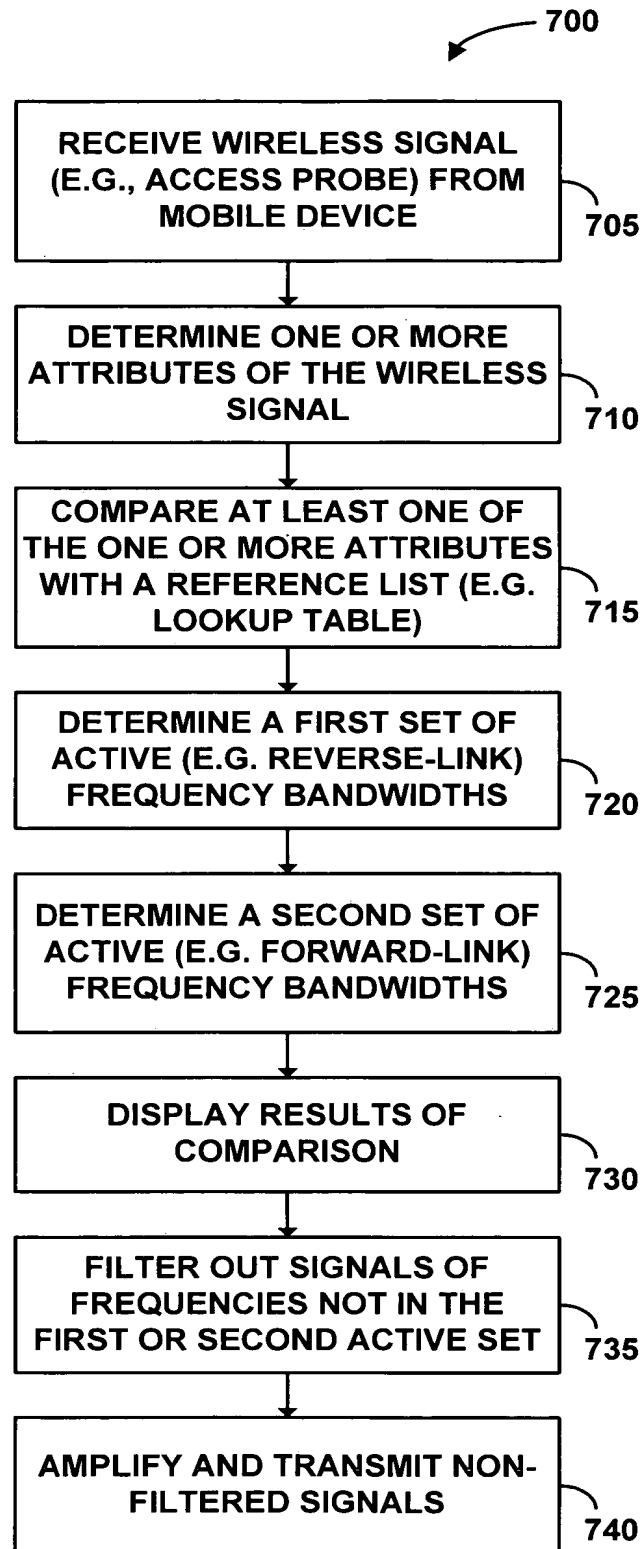 700
RECEIVE WIRELESS SIGNAL
(E.G., ACCESS PROBE) FROM
MOBILE DEVICE
705
DETERMINE ONE OR MORE
ATTRIBUTES OF THE WIRELESS
SIGNAL
710
COMPARE AT LEAST ONE OF
THE ONE OR MORE ATTRIBUTES
WITH A REFERENCE LIST (E.G.
LOOKUP TABLE)
715
DETERMINE A FIRST SET OF
ACTIVE (E.G. REVERSE-LINK)
FREQUENCY BANDWIDTHS
720
DETERMINE A SECOND SET OF
ACTIVE (E.G. FORWARD-LINK)
FREQUENCY BANDWIDTHS
725
DISPLAY RESULTS OF
COMPARISON
730
FILTER OUT SIGNALS OF
FREQUENCIES NOT IN THE
FIRST OR SECOND ACTIVE SET
735
AMPLIFY AND TRANSMIT NON-
FILTERED SIGNALS
740